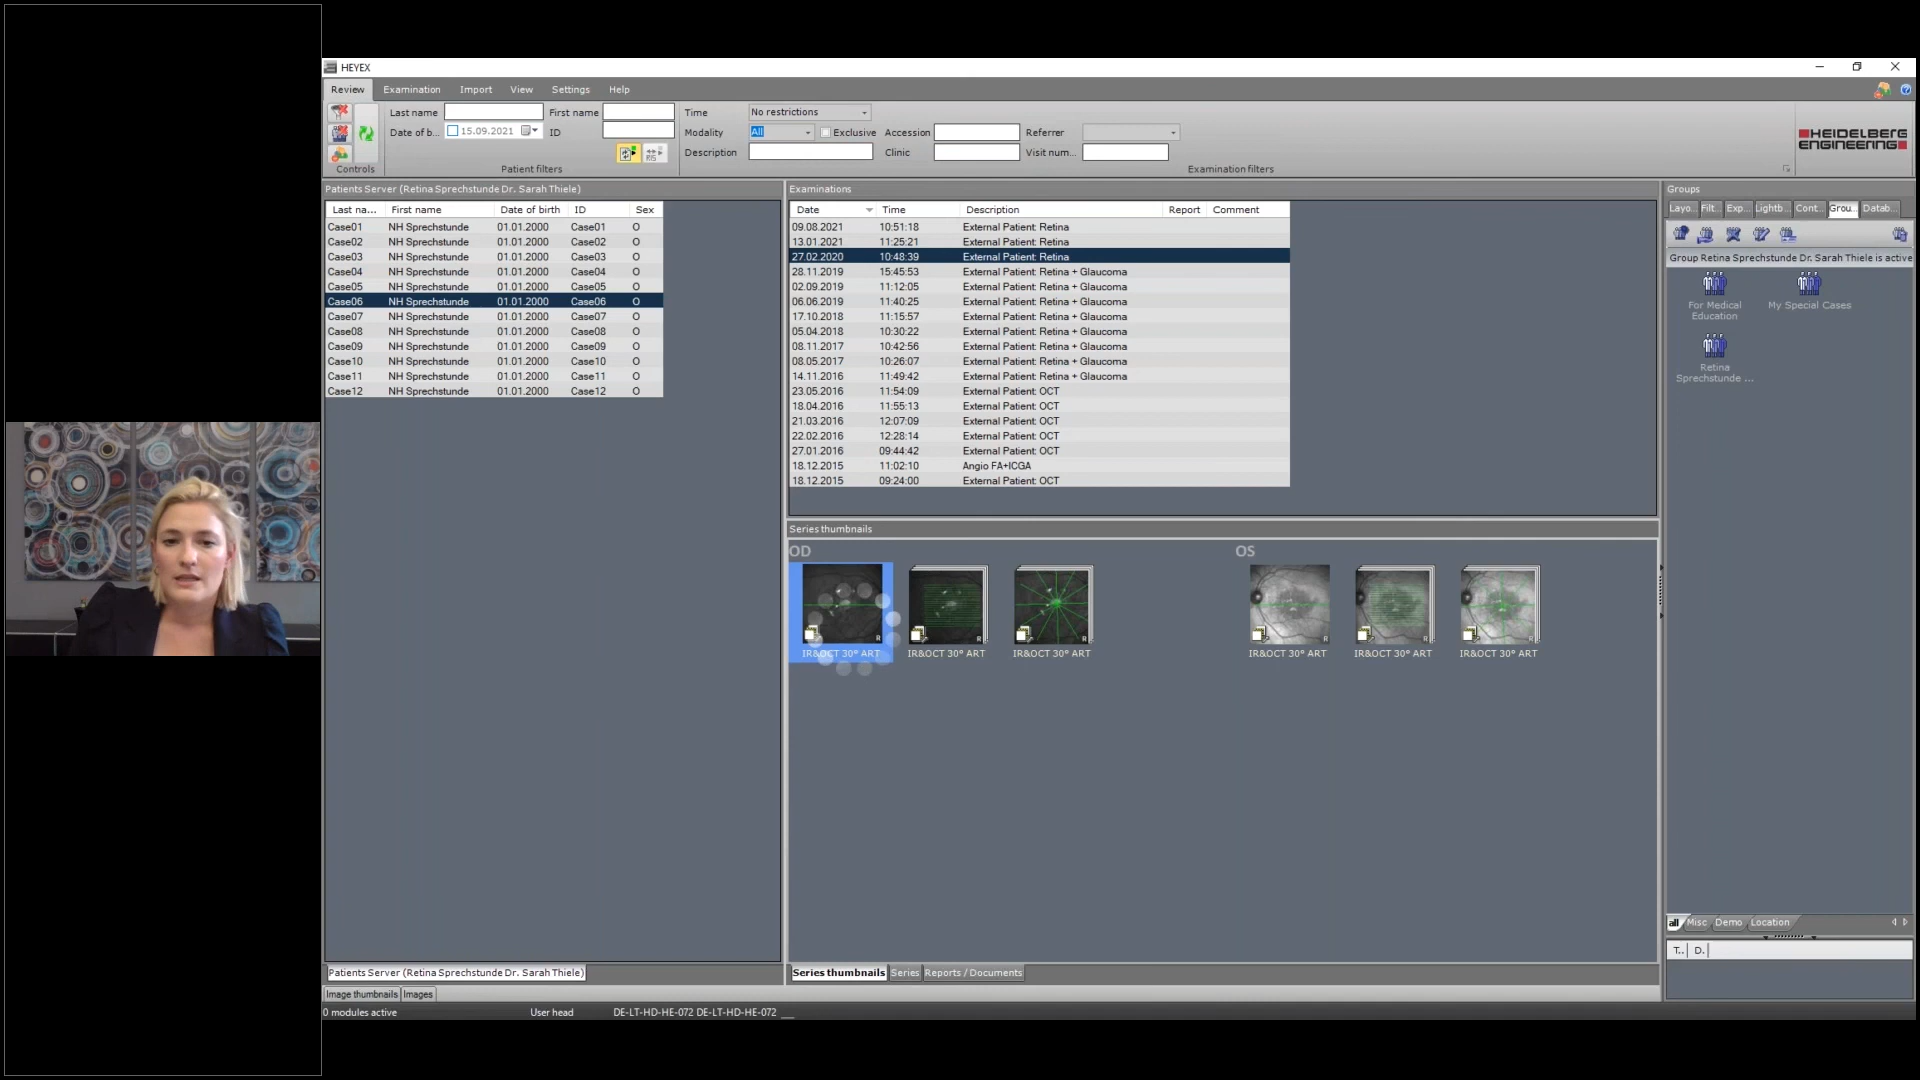 HEYEX
Review Examination Import View Settings Help
Last name First name Time No restrictions
Date of b... 15.09.2021 ID Modality All Exclusive Accession Referrer
Description Clinic Visit num...
Controls Patient filters Examination filters
HEIDELBERG
ENGINEERING
Patients Server (Retina Sprechstunde Dr. Sarah Thiele)
Last na... First name Date of birth ID Sex
Case01 NH Sprechstunde 01.01.2000 Case01 O
Case02 NH Sprechstunde 01.01.2000 Case02 O
Case03 NH Sprechstunde 01.01.2000 Case03 O
Case04 NH Sprechstunde 01.01.2000 Case04 O
Case05 NH Sprechstunde 01.01.2000 Case05 O
Case06 NH Sprechstunde 01.01.2000 Case06 O
Case07 NH Sprechstunde 01.01.2000 Case07 O
Case08 NH Sprechstunde 01.01.2000 Case08 O
Case09 NH Sprechstunde 01.01.2000 Case09 O
Case10 NH Sprechstunde 01.01.2000 Case10 O
Case11 NH Sprechstunde 01.01.2000 Case11 O
Case12 NH Sprechstunde 01.01.2000 Case12 O
Examinations
Date Time Description Report Comment
09.08.2021 10:51:18 External Patient: Retina
13.01.2021 11:25:21 External Patient: Retina
27.02.2020 10:48:39 External Patient: Retina
28.11.2019 15:45:53 External Patient: Retina + Glaucoma
02.09.2019 11:12:05 External Patient: Retina + Glaucoma
06.06.2019 11:40:25 External Patient: Retina + Glaucoma
17.10.2018 11:15:57 External Patient: Retina + Glaucoma
05.04.2018 10:30:22 External Patient: Retina + Glaucoma
08.11.2017 10:42:56 External Patient: Retina + Glaucoma
08.05.2017 10:26:07 External Patient: Retina + Glaucoma
14.11.2016 11:49:42 External Patient: Retina + Glaucoma
23.05.2016 11:54:09 External Patient: OCT
18.04.2016 11:55:13 External Patient: OCT
21.03.2016 12:07:09 External Patient: OCT
22.02.2016 12:28:14 External Patient: OCT
27.01.2016 09:44:42 External Patient: OCT
18.12.2015 11:02:10 Angio FA+ICGA
18.12.2015 09:24:00 External Patient: OCT
Series thumbnails
OD OS
IR&OCT 30° ART IR&OCT 30° ART IR&OCT 30° ART IR&OCT 30° ART IR&OCT 30° ART IR&OCT 30° ART
Groups
Layo... Filt... Exp... Lightb... Cont... Grou... Datab...
Group Retina Sprechstunde Dr. Sarah Thiele is active
For Medical Education
My Special Cases
Retina Sprechstunde ...
all Misc Demo Location
T.. D.
Patients Server (Retina Sprechstunde Dr. Sarah Thiele)
Series thumbnails Series Reports / Documents
Image thumbnails Images
0 modules active User head DE-LT-HD-HE-072 DE-LT-HD-HE-072